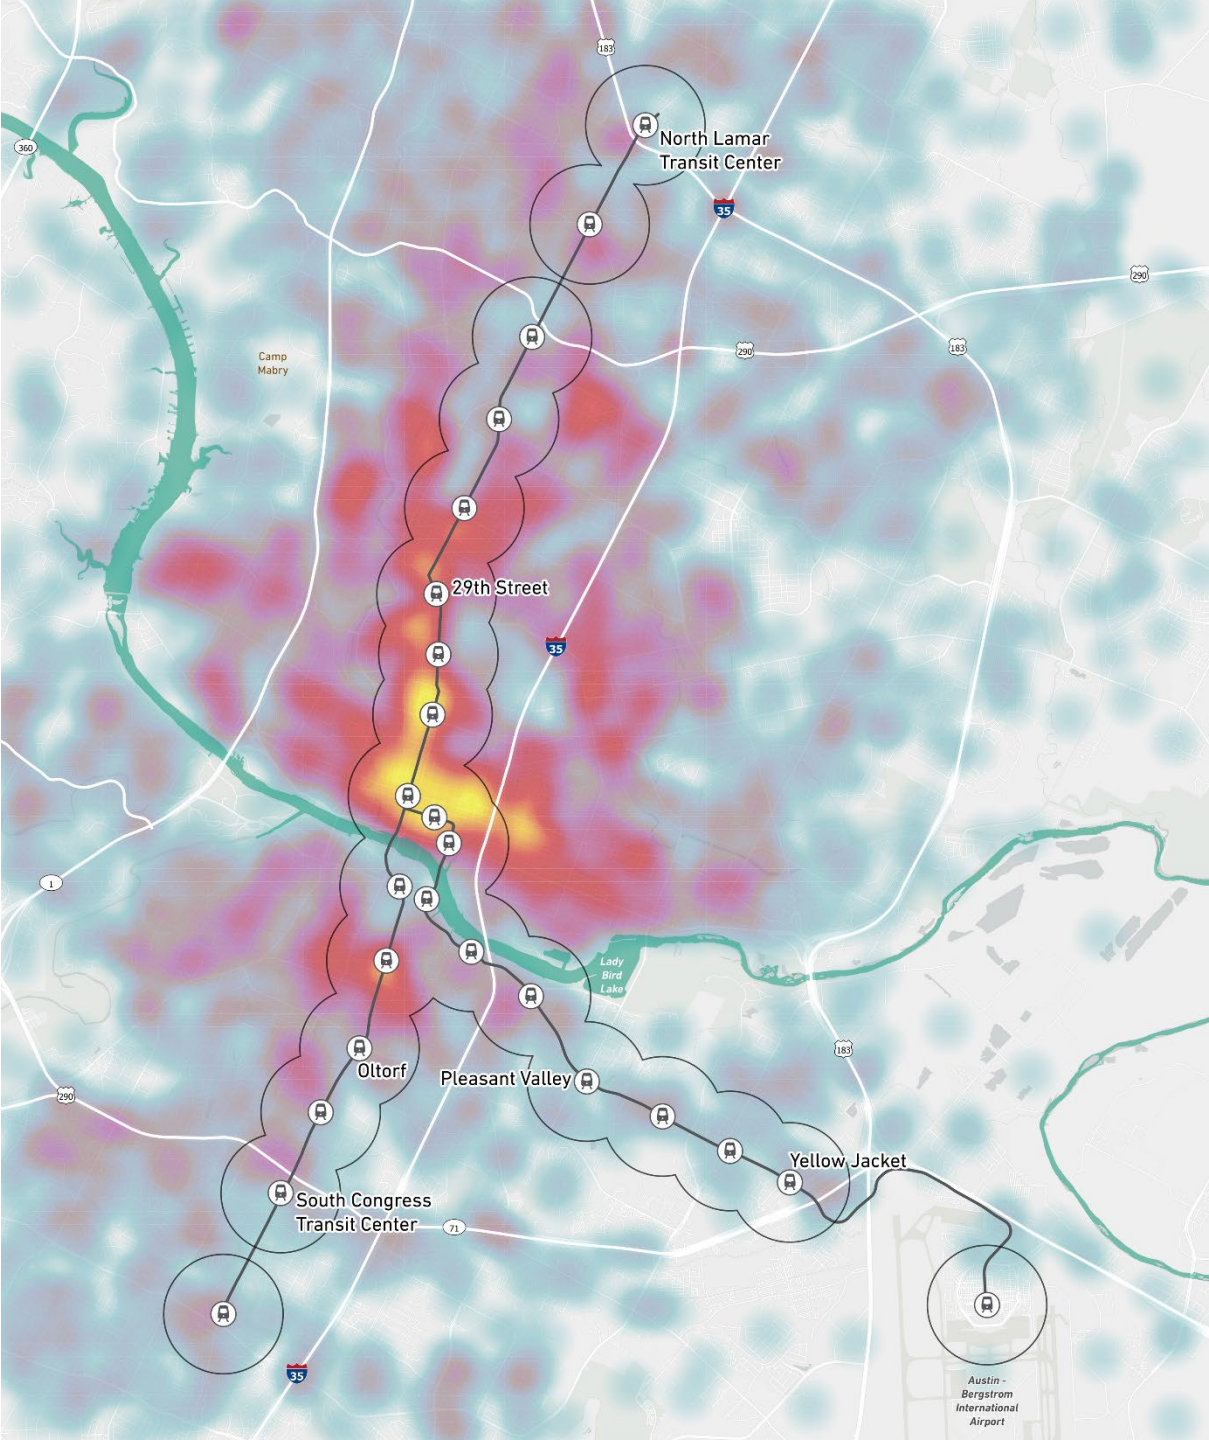 183
North Lamar
Transit Center
360
35
290
290
183
Camp
Mabry
29th Street
35
1
Lady
Bird
Lake
183
Oltorf
Pleasant Valley
290
Yellow Jacket
South Congress
Transit Center
71
35
Austin -
Bergstrom
International
Airport